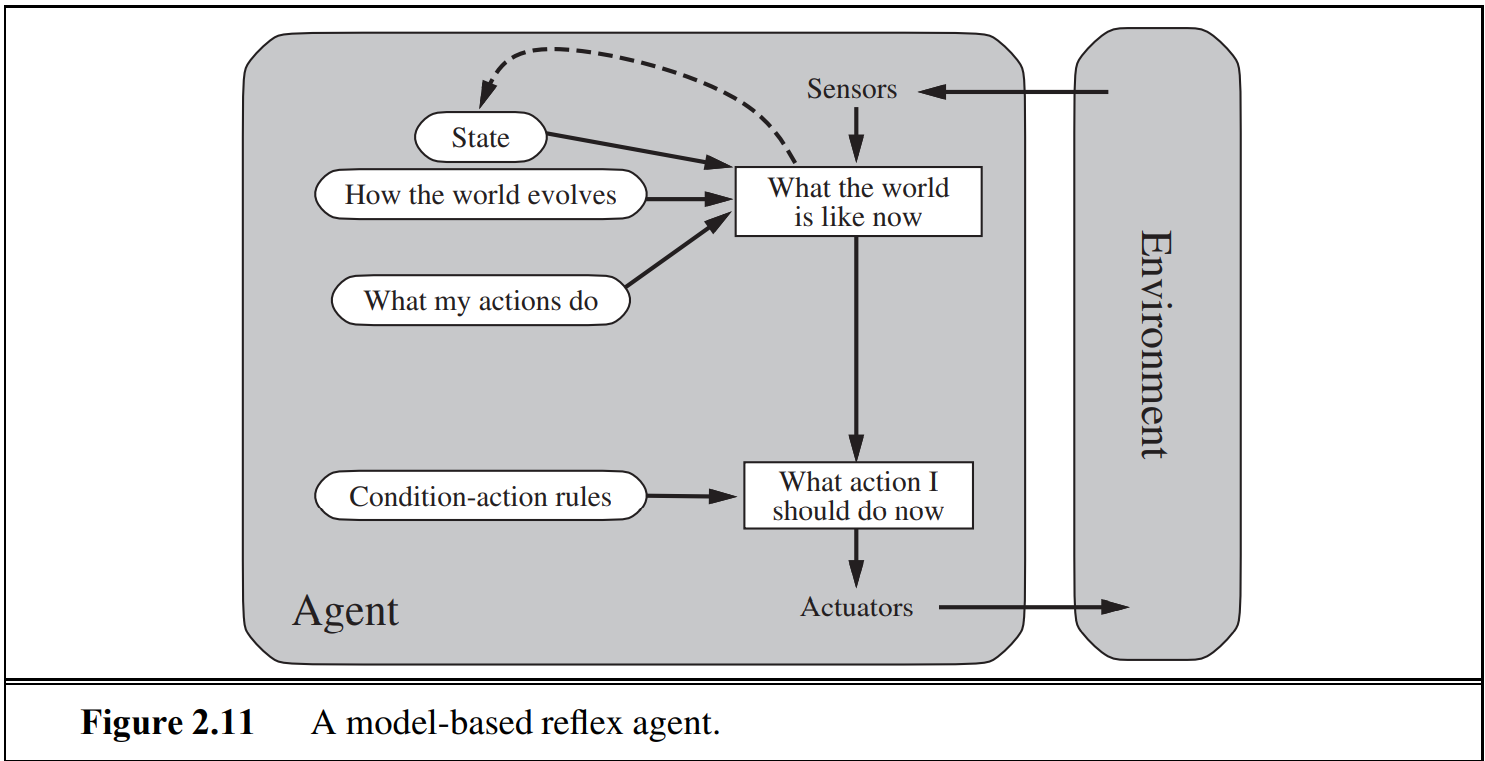 Sensors
State
What the world
is like now
How the world evolves
What my actions do
Environment
Condition-action rules
What action I
should do now
Agent
Actuators
Figure 2.11 A model-based reflex agent.